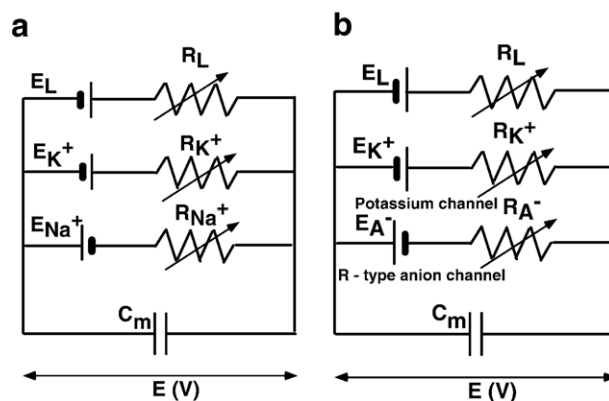 a
E_L R_L
E_K+ R_K+
E_Na+ R_Na+
C_m
E (V)
b
E_L R_L
E_K+ R_K+
Potassium channel
E_A- R_A-
R - type anion channel
C_m
E (V)